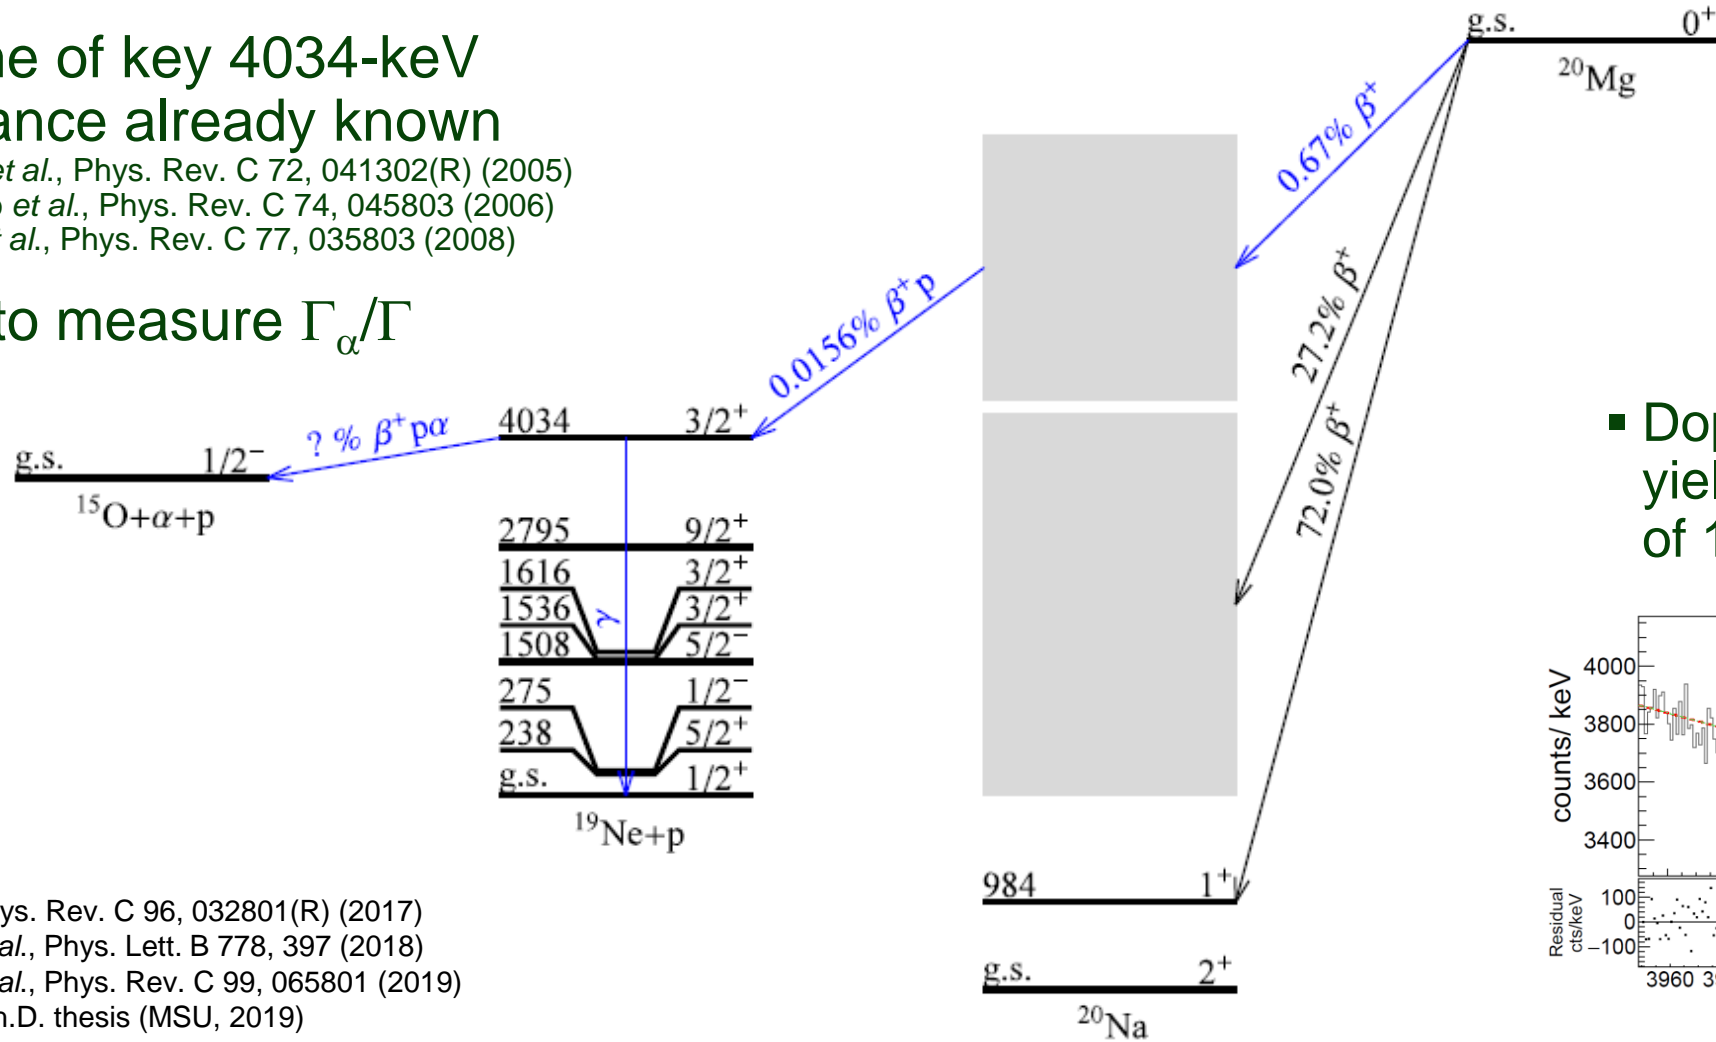 ne of key 4034-keV
ance already known
et al., Phys. Rev. C 72, 041302(R) (2005)
o et al., Phys. Rev. C 74, 045803 (2006)
et al., Phys. Rev. C 77, 035803 (2008)
to measure Γα/Γ
g.s. 0⁺
²⁰Mg
0.67% β⁺
27.2% β⁺
72.0% β⁺
0.0156% β⁺p
? % β⁺pα
g.s. 1/2⁻
¹⁵O+α+p
4034 3/2⁺
2795 9/2⁺
1616 3/2⁺
1536 3/2⁺
1508 5/2⁻
γ
275 1/2⁻
238 5/2⁺
g.s. 1/2⁺
¹⁹Ne+p
984 1⁺
g.s. 2⁺
²⁰Na
▪ Dop
yiel
of 1
counts/ keV
4000
3800
3600
3400
Residual
cts/keV
100
0
−100
3960 39
ys. Rev. C 96, 032801(R) (2017)
al., Phys. Lett. B 778, 397 (2018)
al., Phys. Rev. C 99, 065801 (2019)
h.D. thesis (MSU, 2019)